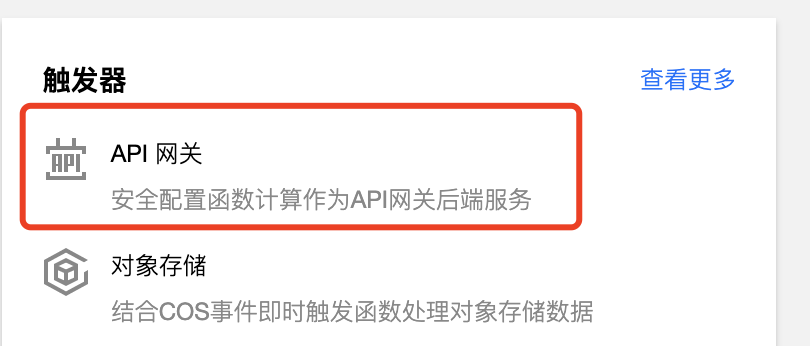 触发器
查看更多
API
API 网关
安全配置函数计算作为API网关后端服务
对象存储
结合COS事件即时触发函数处理对象存储数据